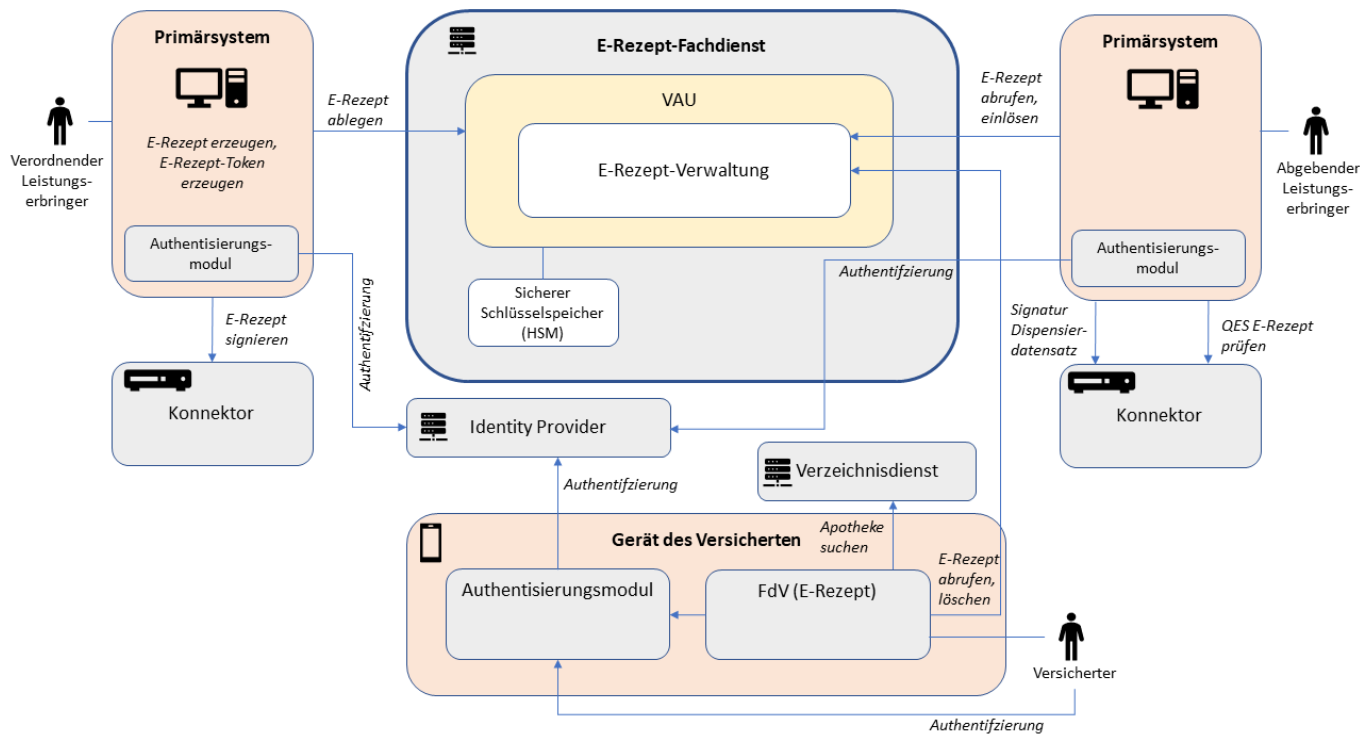 Primärsystem
E-Rezept erzeugen,
E-Rezept-Token
erzeugen
Authentisierungs-
modul
Verordnender
Leistungs-
erbringer
E-Rezept
ablegen
E-Rezept
signieren
Konnektor
Authentifzierung
E-Rezept-Fachdienst
VAU
E-Rezept-Verwaltung
Sicherer
Schlüsselspeicher
(HSM)
E-Rezept
abrufen,
einlösen
Primärsystem
Authentisierungs-
modul
Abgebender
Leistungs-
erbringer
Authentifzierung
Signatur
Dispensier-
datensatz
QES E-Rezept
prüfen
Konnektor
Identity Provider
Authentifzierung
Verzeichnisdienst
Apotheke
suchen
Gerät des Versicherten
Authentisierungsmodul
FdV (E-Rezept)
E-Rezept
abrufen,
löschen
Versicherter
Authentifzierung